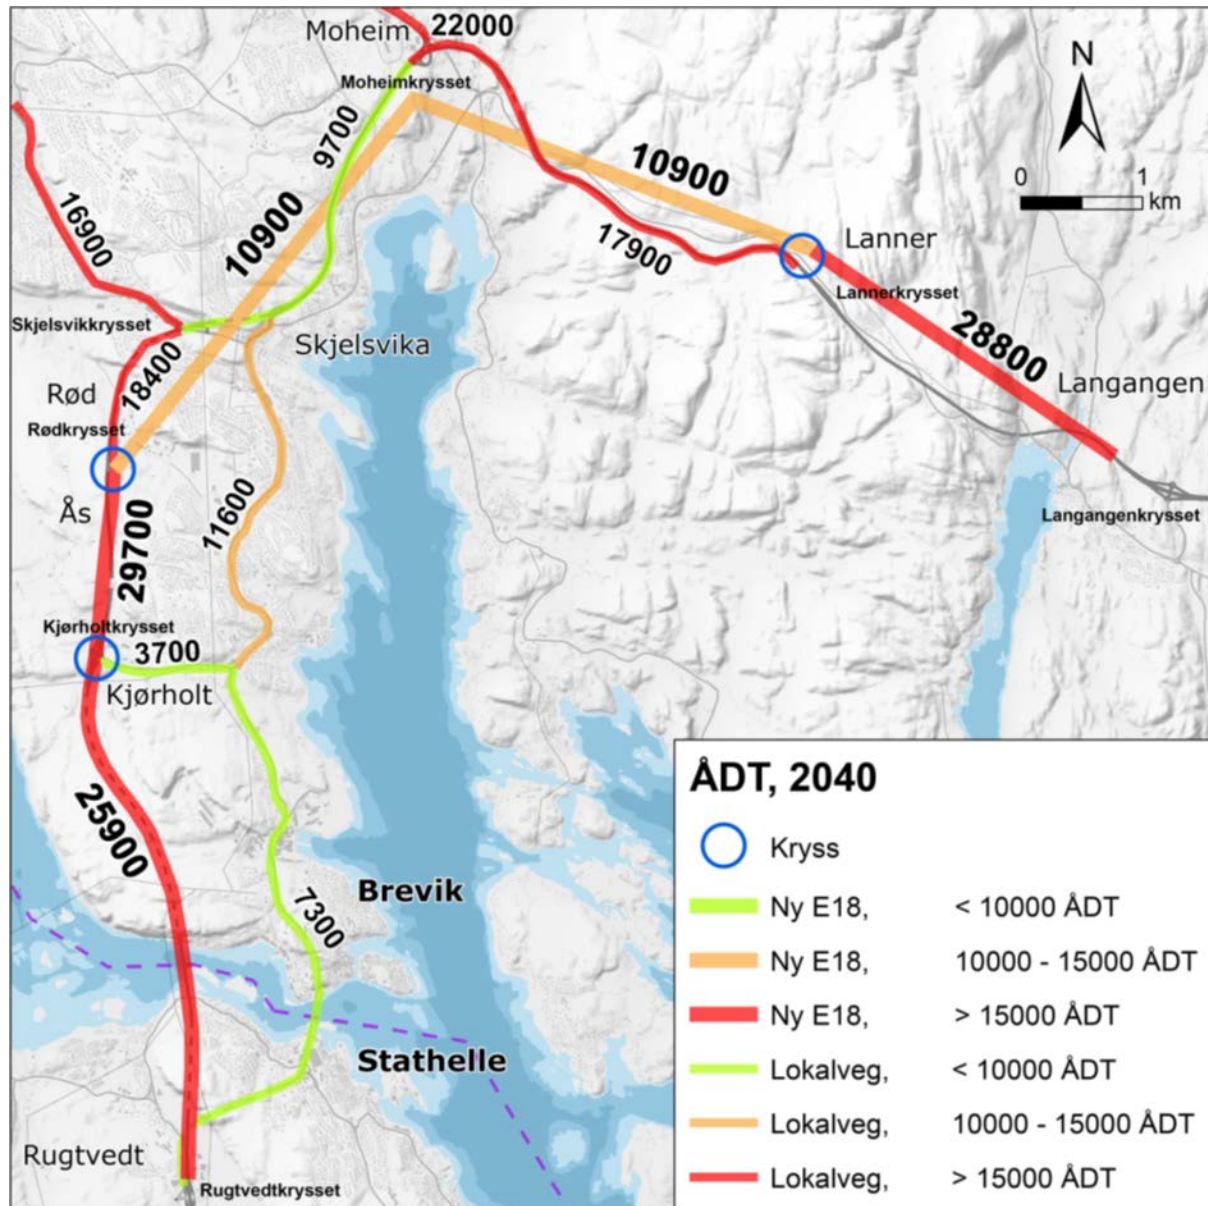 Moheim
22000
N
Moheimkrysset
9700
10900
0 1
km
16900
10900
17900
Lanner
Lannerkrysset
Skjelsvikkrysset
Skjelsvika
18400
28800
Langangen
Rød
Rødkrysset
Ås
11600
29700
Langangenkrysset
Kjørholtkrysset
3700
Kjørholt
25900
Brevik
7300
Stathelle
Rugtvedt
Rugtvedtkrysset
ÅDT, 2040
Kryss
Ny E18, < 10000 ÅDT
Ny E18, 10000 - 15000 ÅDT
Ny E18, > 15000 ÅDT
Lokalveg, < 10000 ÅDT
Lokalveg, 10000 - 15000 ÅDT
Lokalveg, > 15000 ÅDT